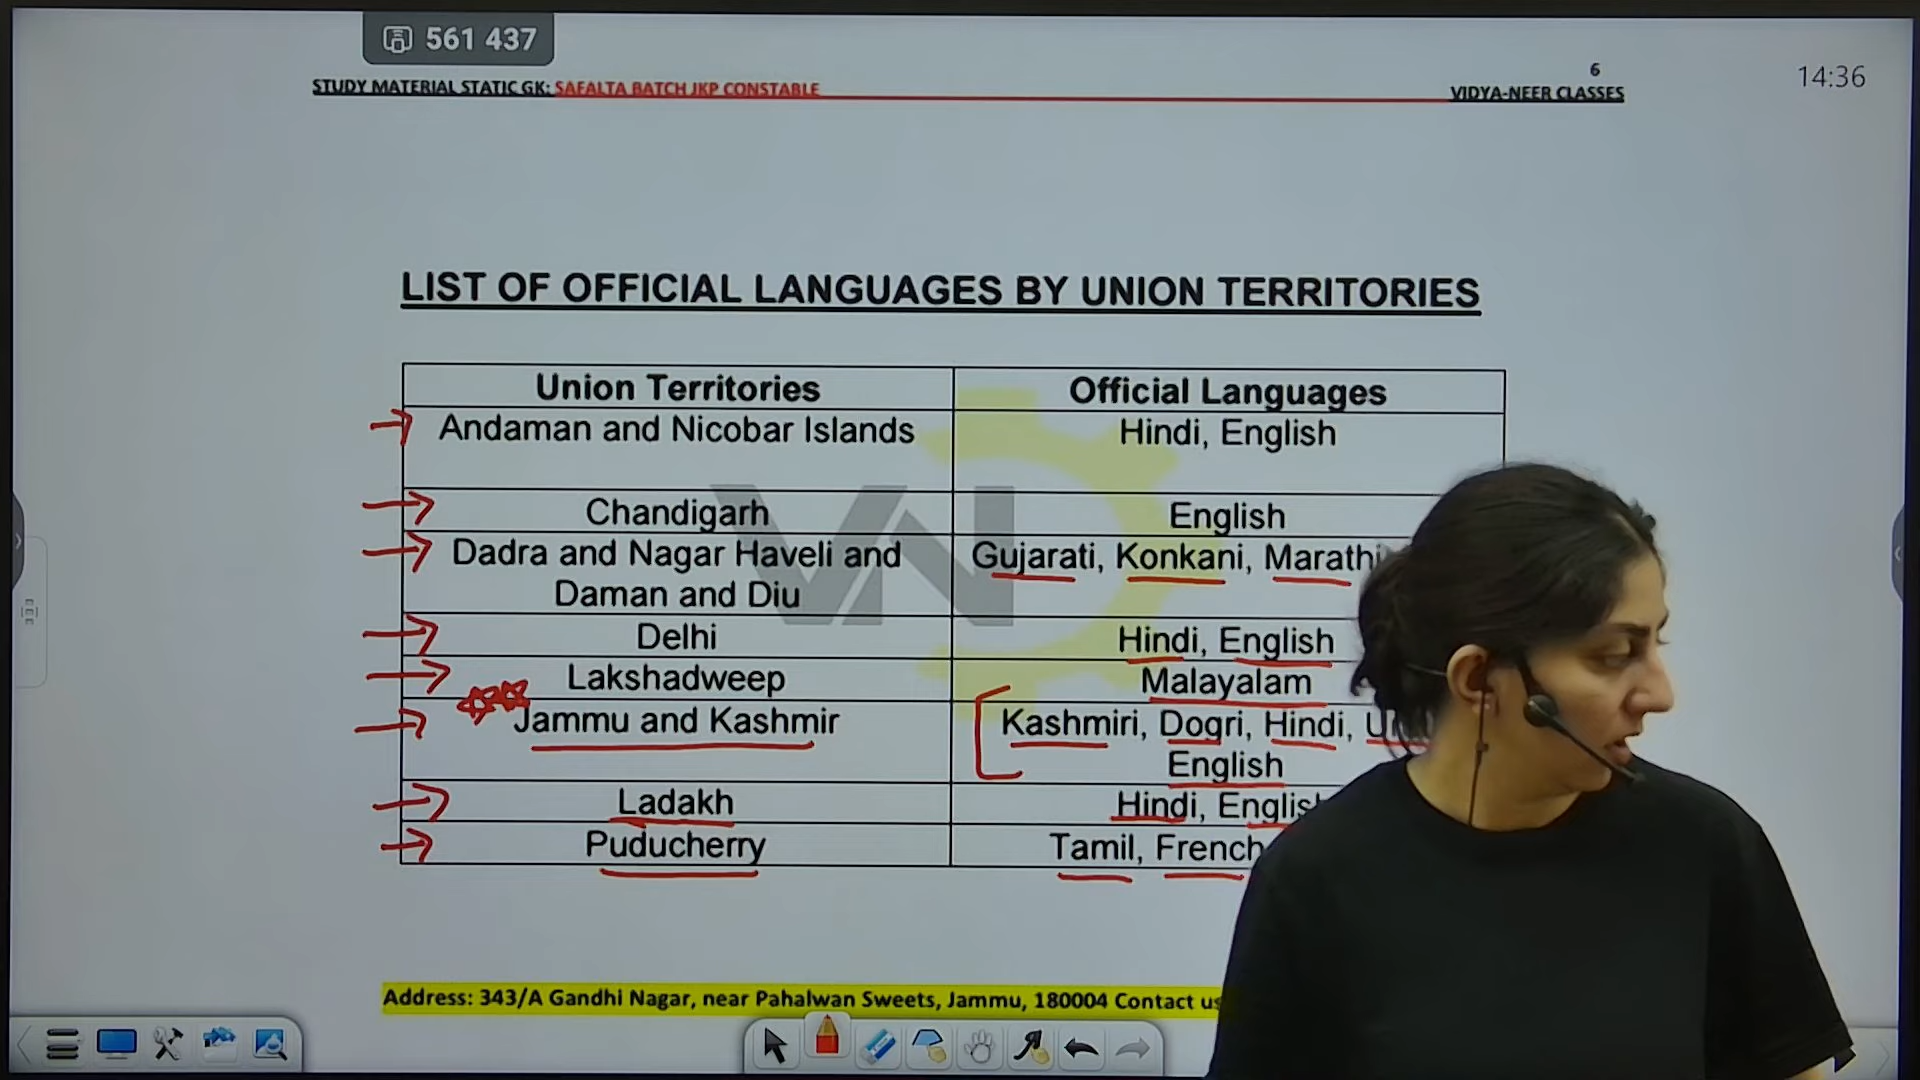 561 437
6
14:36
STUDY MATERIAL STATIC GK: SAFALTA BATCH JKP CONSTABLE
VIDYA-NEER CLASSES
LIST OF OFFICIAL LANGUAGES BY UNION TERRITORIES
Union Territories Official Languages
Andaman and Nicobar Islands Hindi, English
Chandigarh English
Dadra and Nagar Haveli and Gujarati, Konkani, Marathi
Daman and Diu
Delhi Hindi, English
Lakshadweep Malayalam
Jammu and Kashmir Kashmiri, Dogri, Hindi,
English
Ladakh Hindi, English
Puducherry Tamil, French
VN
Address: 343/A Gandhi Nagar, near Pahalwan Sweets, Jammu, 180004 Contact us